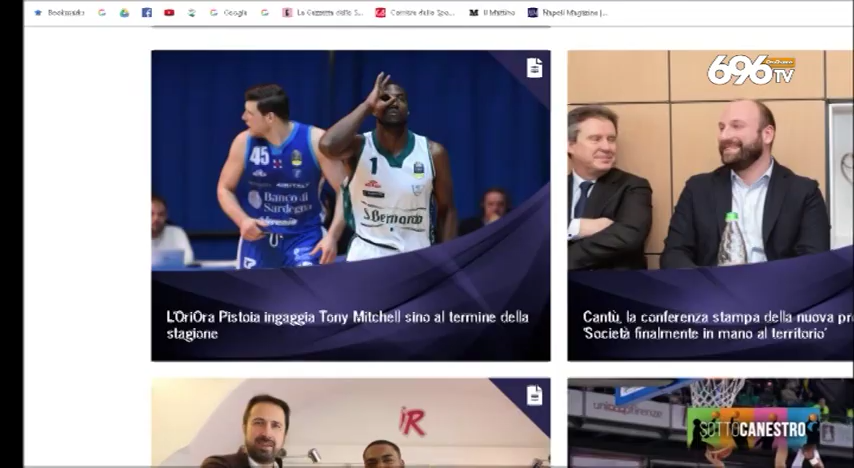 Bookmarks
Google
La Gazzetta dello S...
Corriere dello Spo...
Il Mattino
Napoli Magazine |...
696
TV
45
Banco di
Sardegna
1
S.Bernardo
L'OriOra Pistoia ingaggia Tony Mitchell sino al termine della
stagione
Cantù, la conferenza stampa della nuova pr
'Società finalmente in mano al territorio'
R
unicoopfirenze
SOTTOCANESTRO